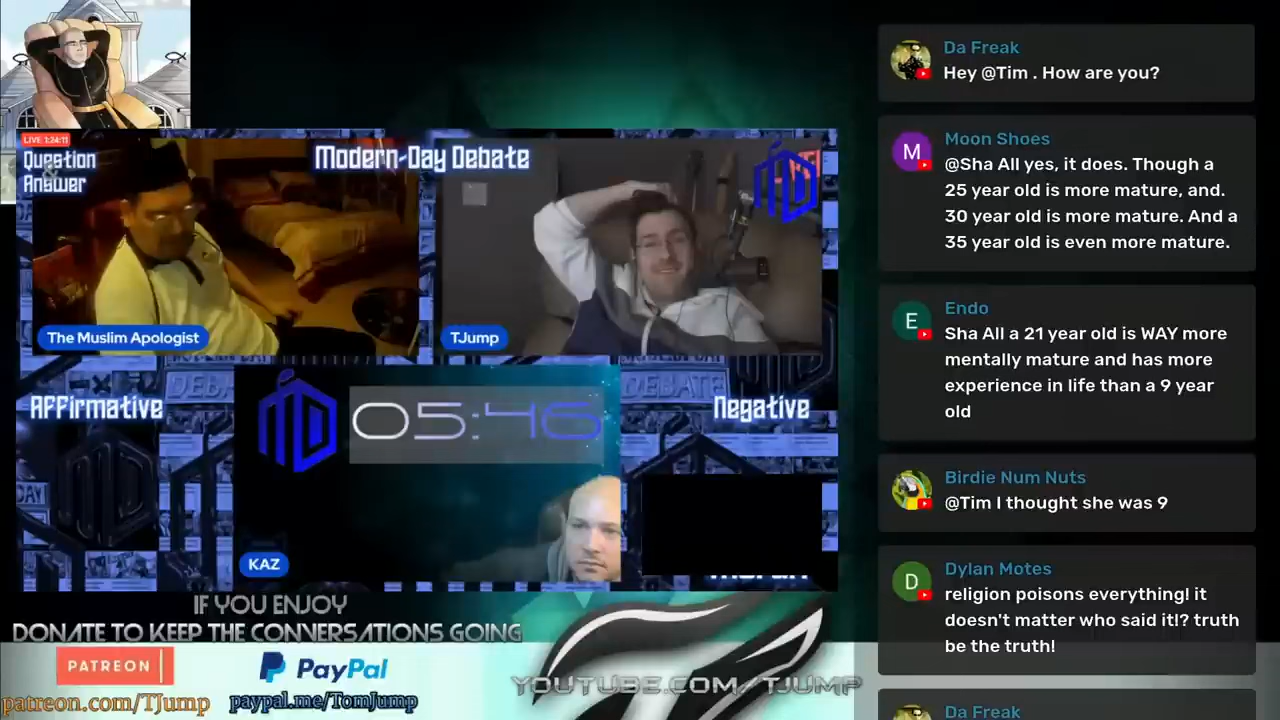 LIVE 1:24:11
Question
&
Answer
Modern-Day Debate
The Muslim Apologist
TJump
Affirmative
DEBATE
Negative
05:46
KAZ
IF YOU ENJOY
DONATE TO KEEP THE CONVERSATIONS GOING
PATREON
PayPal
patreon.com/TJump
paypal.me/TomJump
YOUTUBE.COM/TJUMP
Da Freak
Hey @Tim . How are you?
M
Moon Shoes
@Sha All yes, it does. Though a
25 year old is more mature, and.
30 year old is more mature. And a
35 year old is even more mature.
E
Endo
Sha All a 21 year old is WAY more
mentally mature and has more
experience in life than a 9 year
old
Birdie Num Nuts
@Tim I thought she was 9
D
Dylan Motes
religion poisons everything! it
doesn't matter who said it!? truth
be the truth!
Da Freak